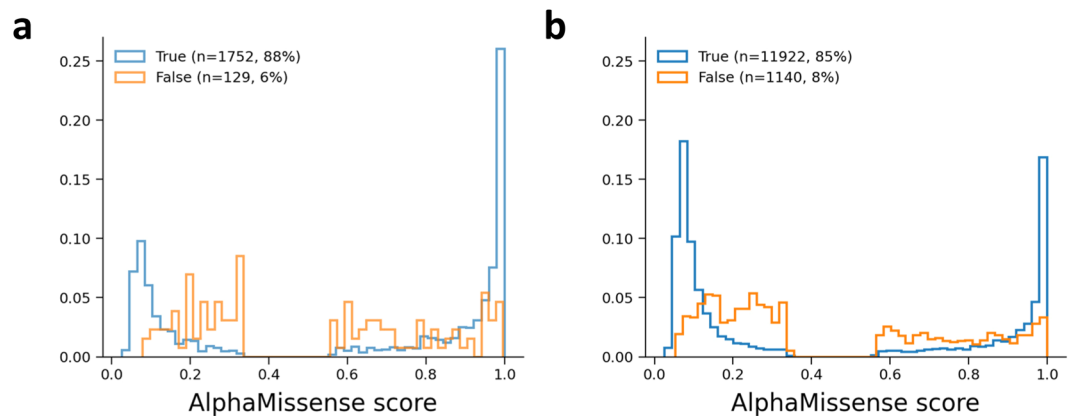 a
True (n=1752, 88%)
False (n=129, 6%)
0.25
0.20
0.15
0.10
0.05
0.00
0.0 0.2 0.4 0.6 0.8 1.0
AlphaMissense score
b
True (n=11922, 85%)
False (n=1140, 8%)
0.25
0.20
0.15
0.10
0.05
0.00
0.0 0.2 0.4 0.6 0.8 1.0
AlphaMissense score